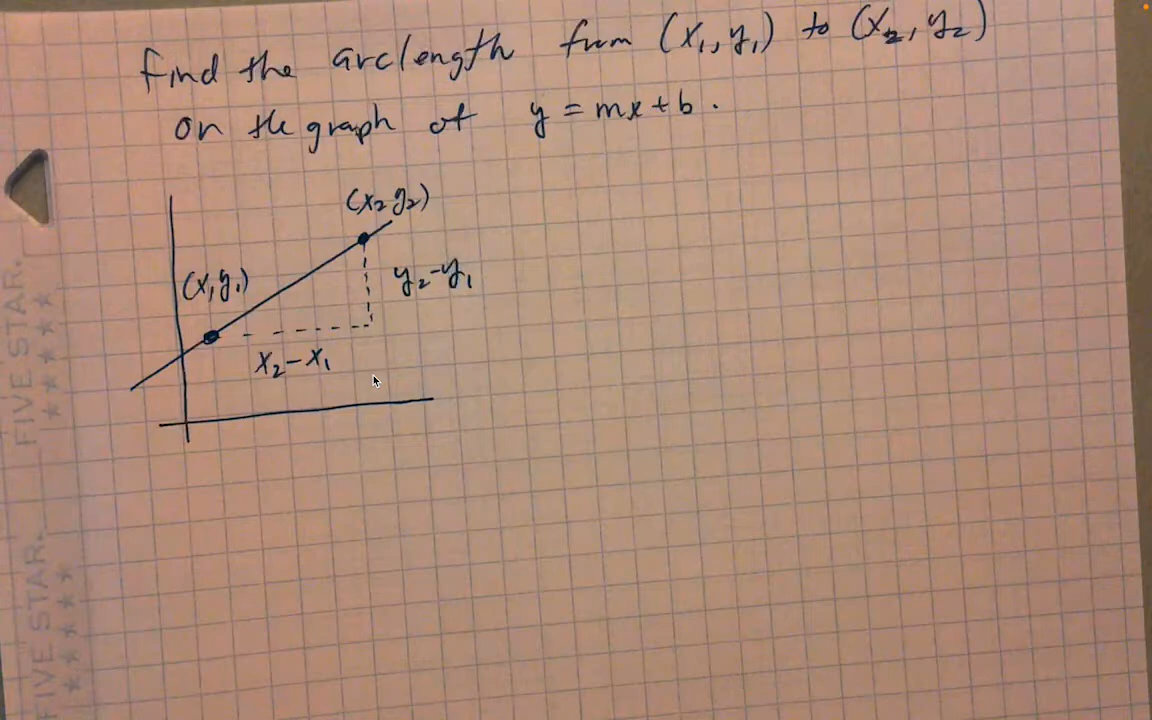 find the arclength from (x₁, y₁) to (x₂, y₂)
on the graph of y = mx + b.
(x₂ y₂)
(x, y₁)
y₂ - y₁
x₂ - x₁
FIVE STAR.
★★★★★
FIVE STAR.
★★★★★